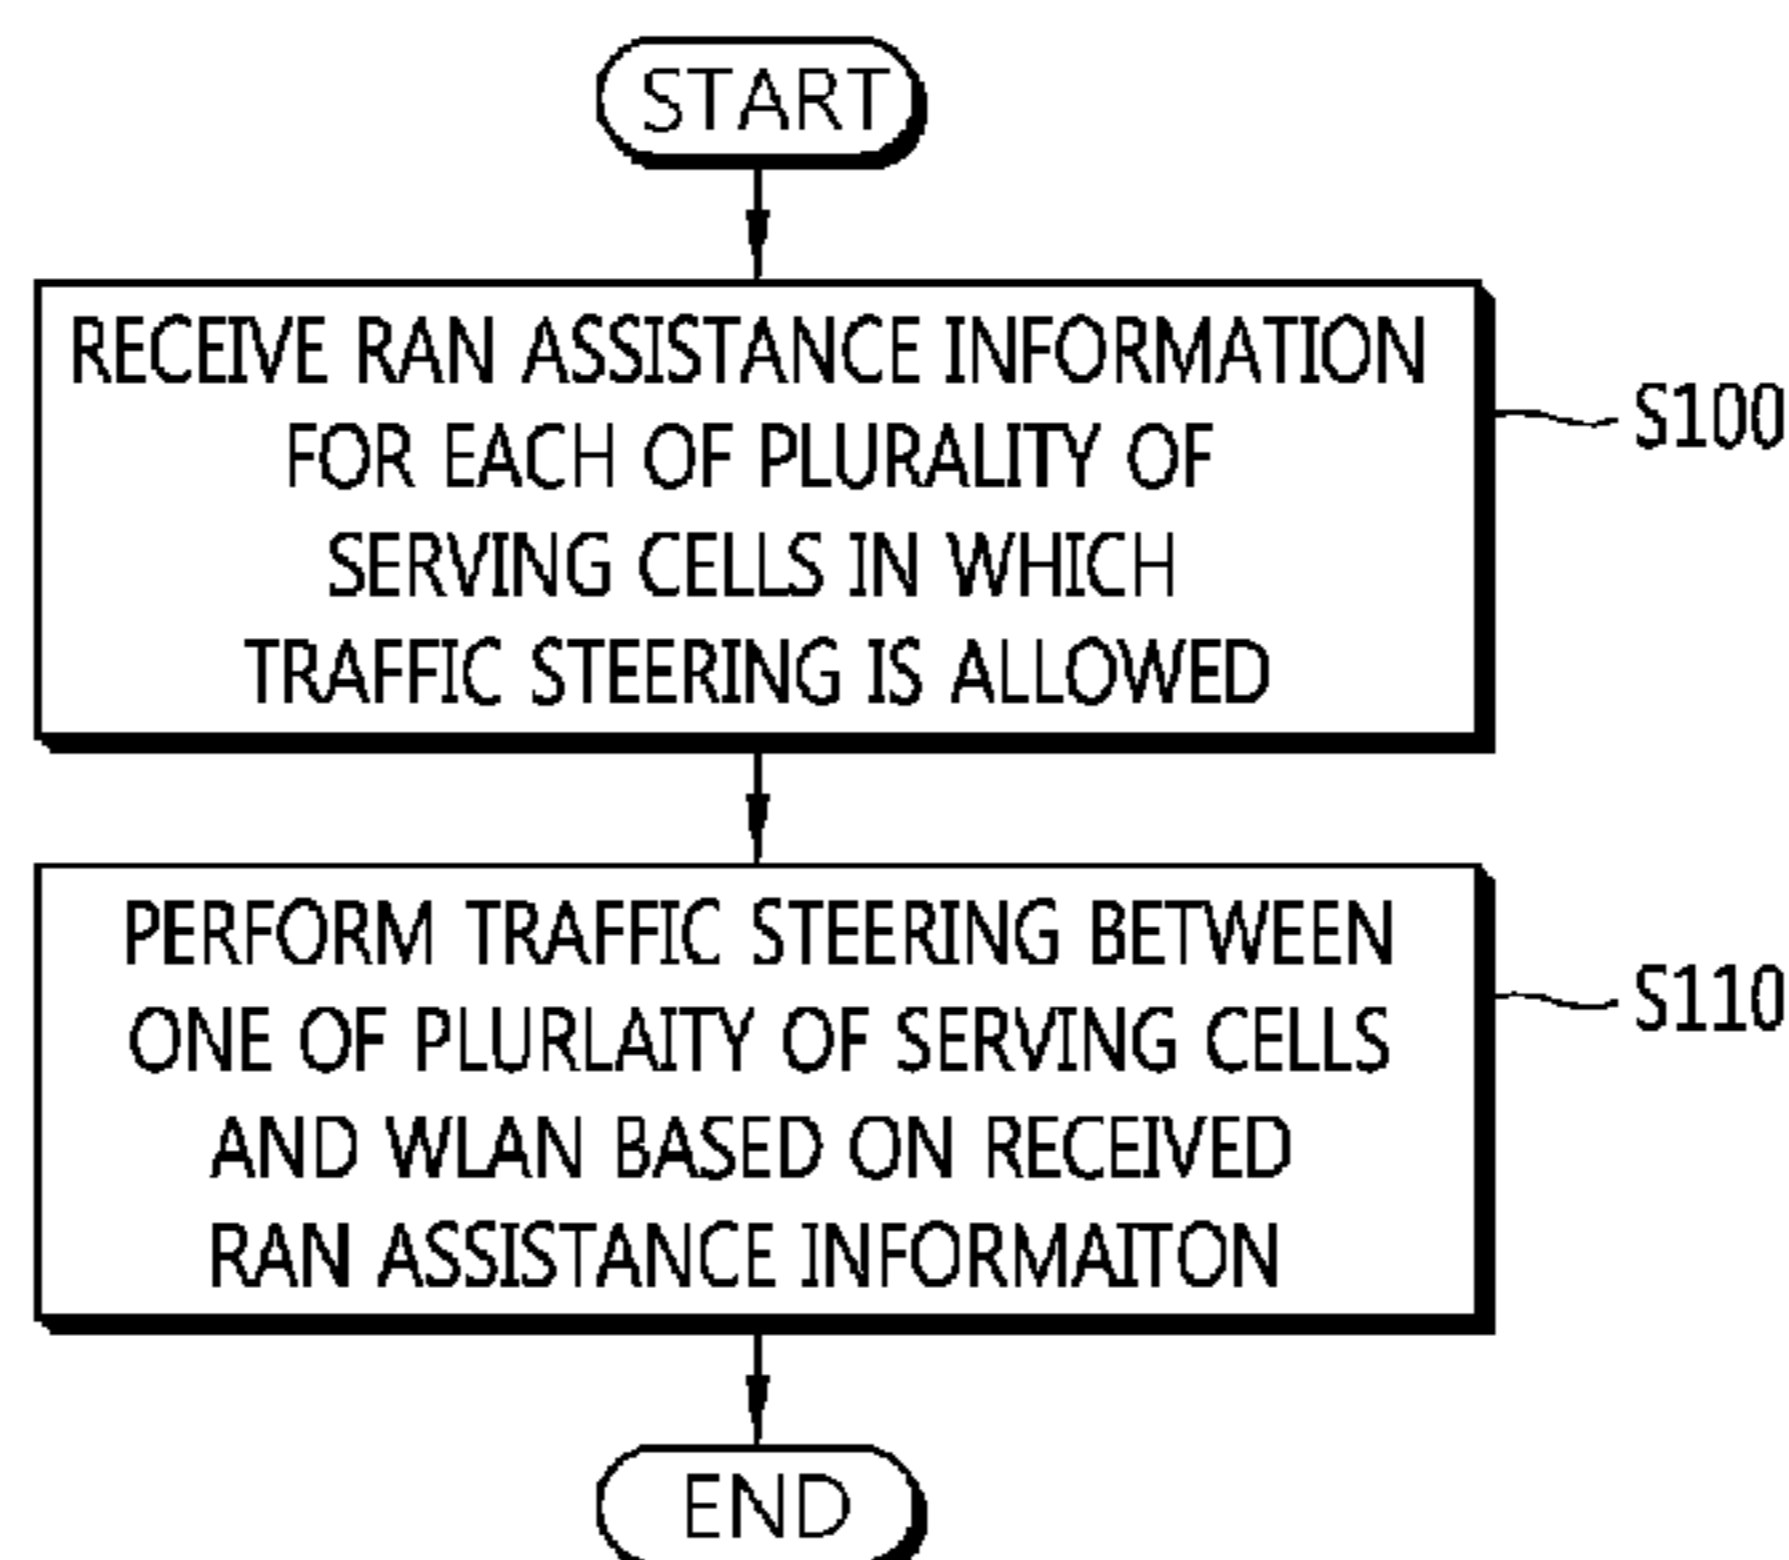 START
RECEIVE RAN ASSISTANCE INFORMATION
FOR EACH OF PLURALITY OF
SERVING CELLS IN WHICH
TRAFFIC STEERING IS ALLOWED
S100
PERFORM TRAFFIC STEERING BETWEEN
ONE OF PLURLAITY OF SERVING CELLS
AND WLAN BASED ON RECEIVED
RAN ASSISTANCE INFORMAITON
S110
END